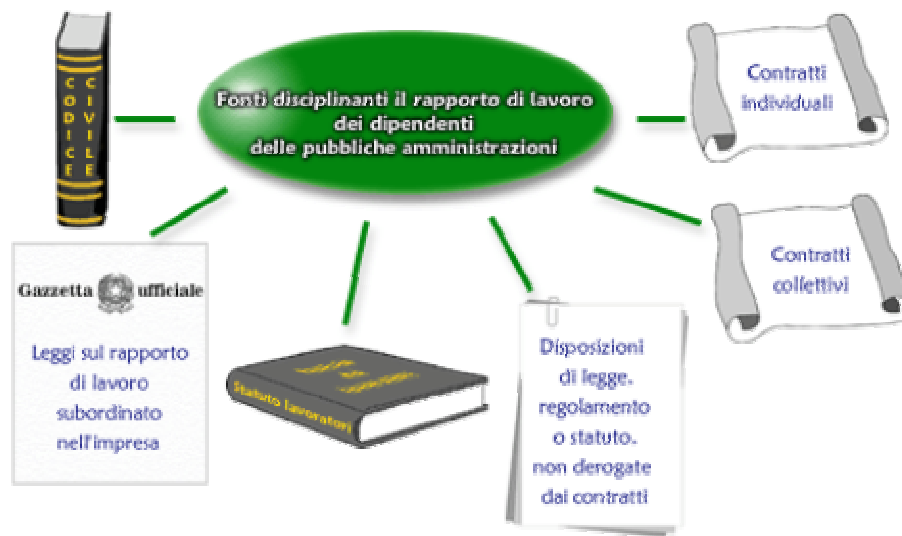 Fonti disciplinanti il rapporto di lavoro
dei dipendenti
delle pubbliche amministrazioni
CODICE
CIVILE
Contratti
individuali
Contratti
collettivi
Gazzetta ufficiale
Leggi sul rapporto
di lavoro
subordinato
nell'impresa
Statuto lavoratori
Disposizioni
di legge,
regolamento
o statuto,
non derogate
dai contratti